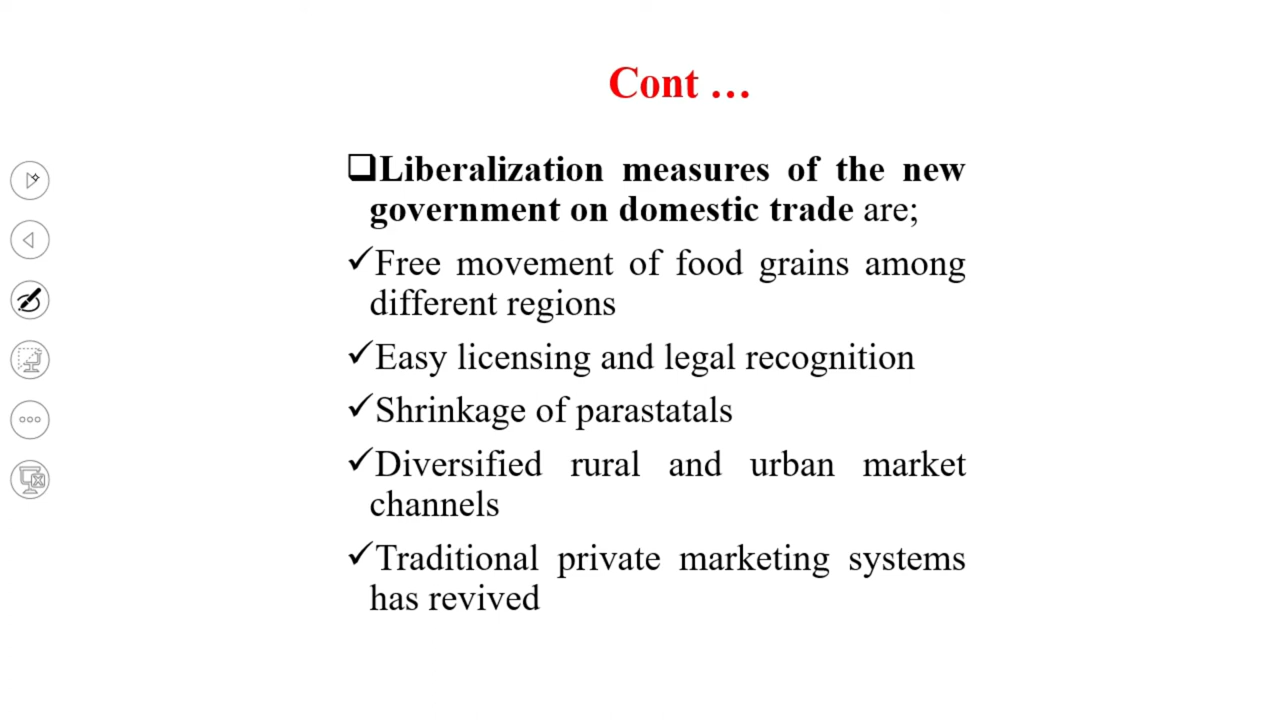 Cont …
❑Liberalization measures of the new
government on domestic trade are;
✓Free movement of food grains among
different regions
✓Easy licensing and legal recognition
✓Shrinkage of parastatals
✓Diversified rural and urban market
channels
✓Traditional private marketing systems
has revived